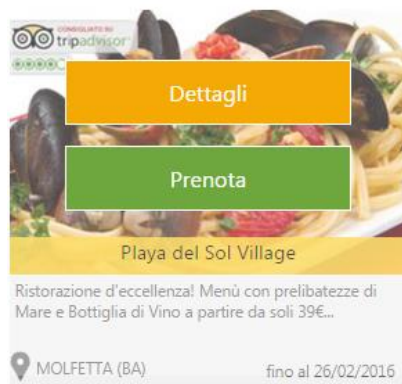 CONSIGLIATO SU
tripadvisor
Dettagli
Prenota
Playa del Sol Village
Ristorazione d'eccellenza! Menù con prelibatezze di
Mare e Bottiglia di Vino a partire da soli 39€...
MOLFETTA (BA)
fino al 26/02/2016